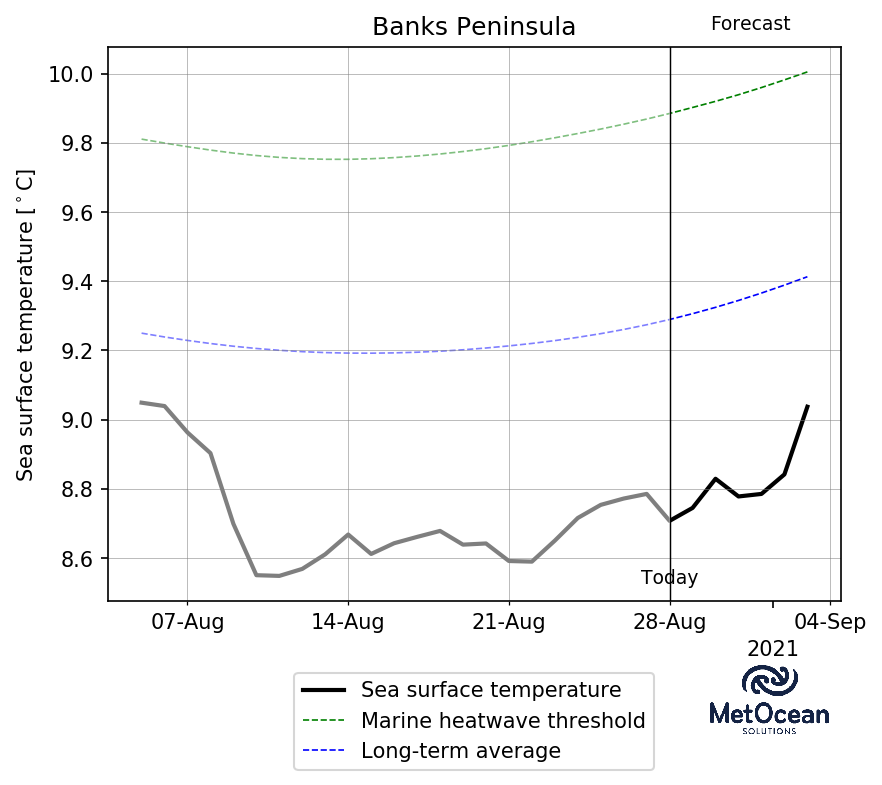 Banks Peninsula
Forecast
Sea surface temperature [°C]
10.0
9.8
9.6
9.4
9.2
9.0
8.8
8.6
Today
07-Aug
14-Aug
21-Aug
28-Aug
04-Sep
2021
Sea surface temperature
Marine heatwave threshold
Long-term average
MetOcean
SOLUTIONS